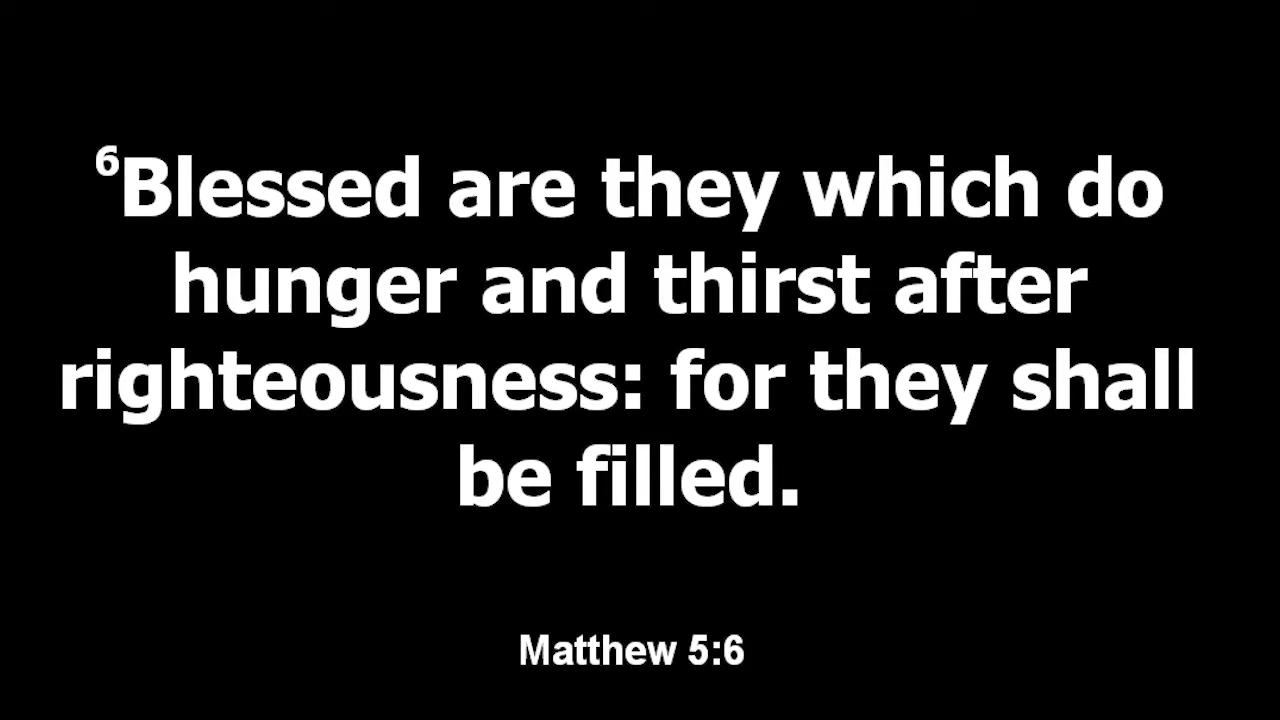 6Blessed are they which do
hunger and thirst after
righteousness: for they shall
be filled.
Matthew 5:6